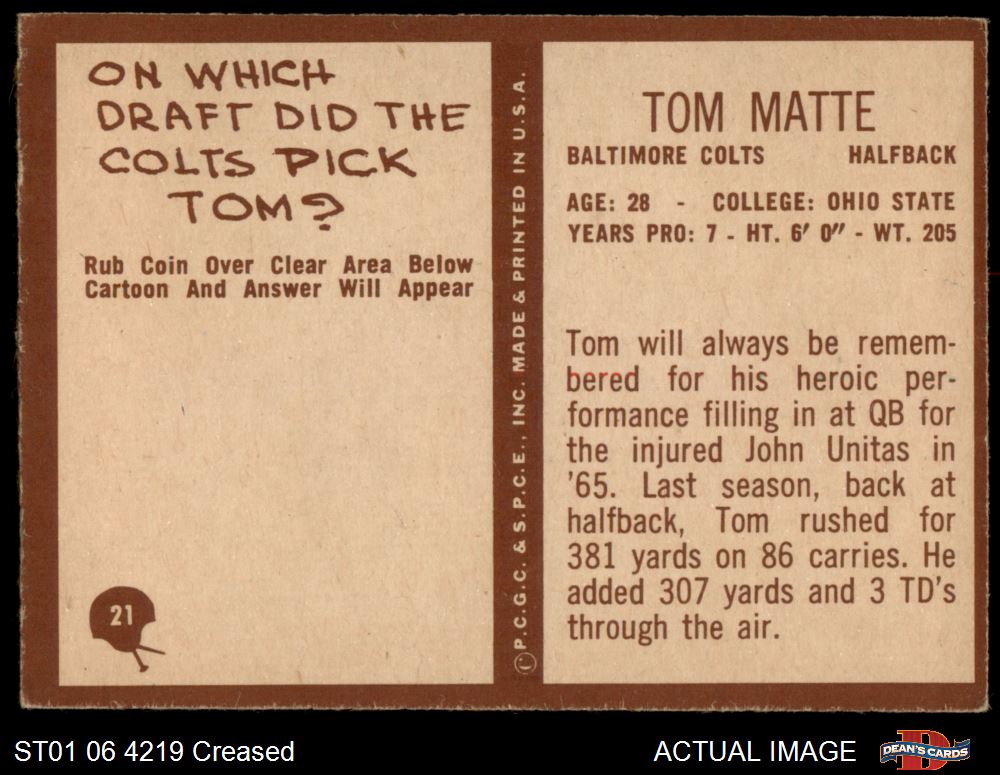 ON WHICH
DRAFT DID THE
COLTS PICK
TOM?
Rub Coin Over Clear Area Below
Cartoon And Answer Will Appear
21
© P.C.G.C. & S.P.C.E., INC. MADE & PRINTED IN U.S.A.
TOM MATTE
BALTIMORE COLTS HALFBACK
AGE: 28 - COLLEGE: OHIO STATE
YEARS PRO: 7 - HT. 6' 0" - WT. 205
Tom will always be remem-
bered for his heroic per-
formance filling in at QB for
the injured John Unitas in
'65. Last season, back at
halfback, Tom rushed for
381 yards on 86 carries. He
added 307 yards and 3 TD's
through the air.
ST01 06 4219 Creased
ACTUAL IMAGE
D
DEAN'S CARDS